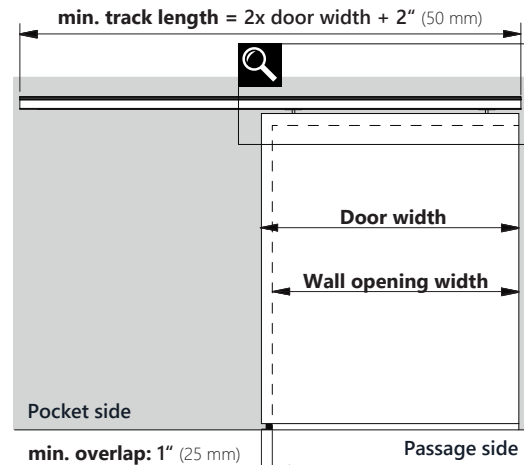 min. track length = 2x door width + 2“ (50 mm)
Door width
Wall opening width
Pocket side
min. overlap: 1“ (25 mm)
Passage side